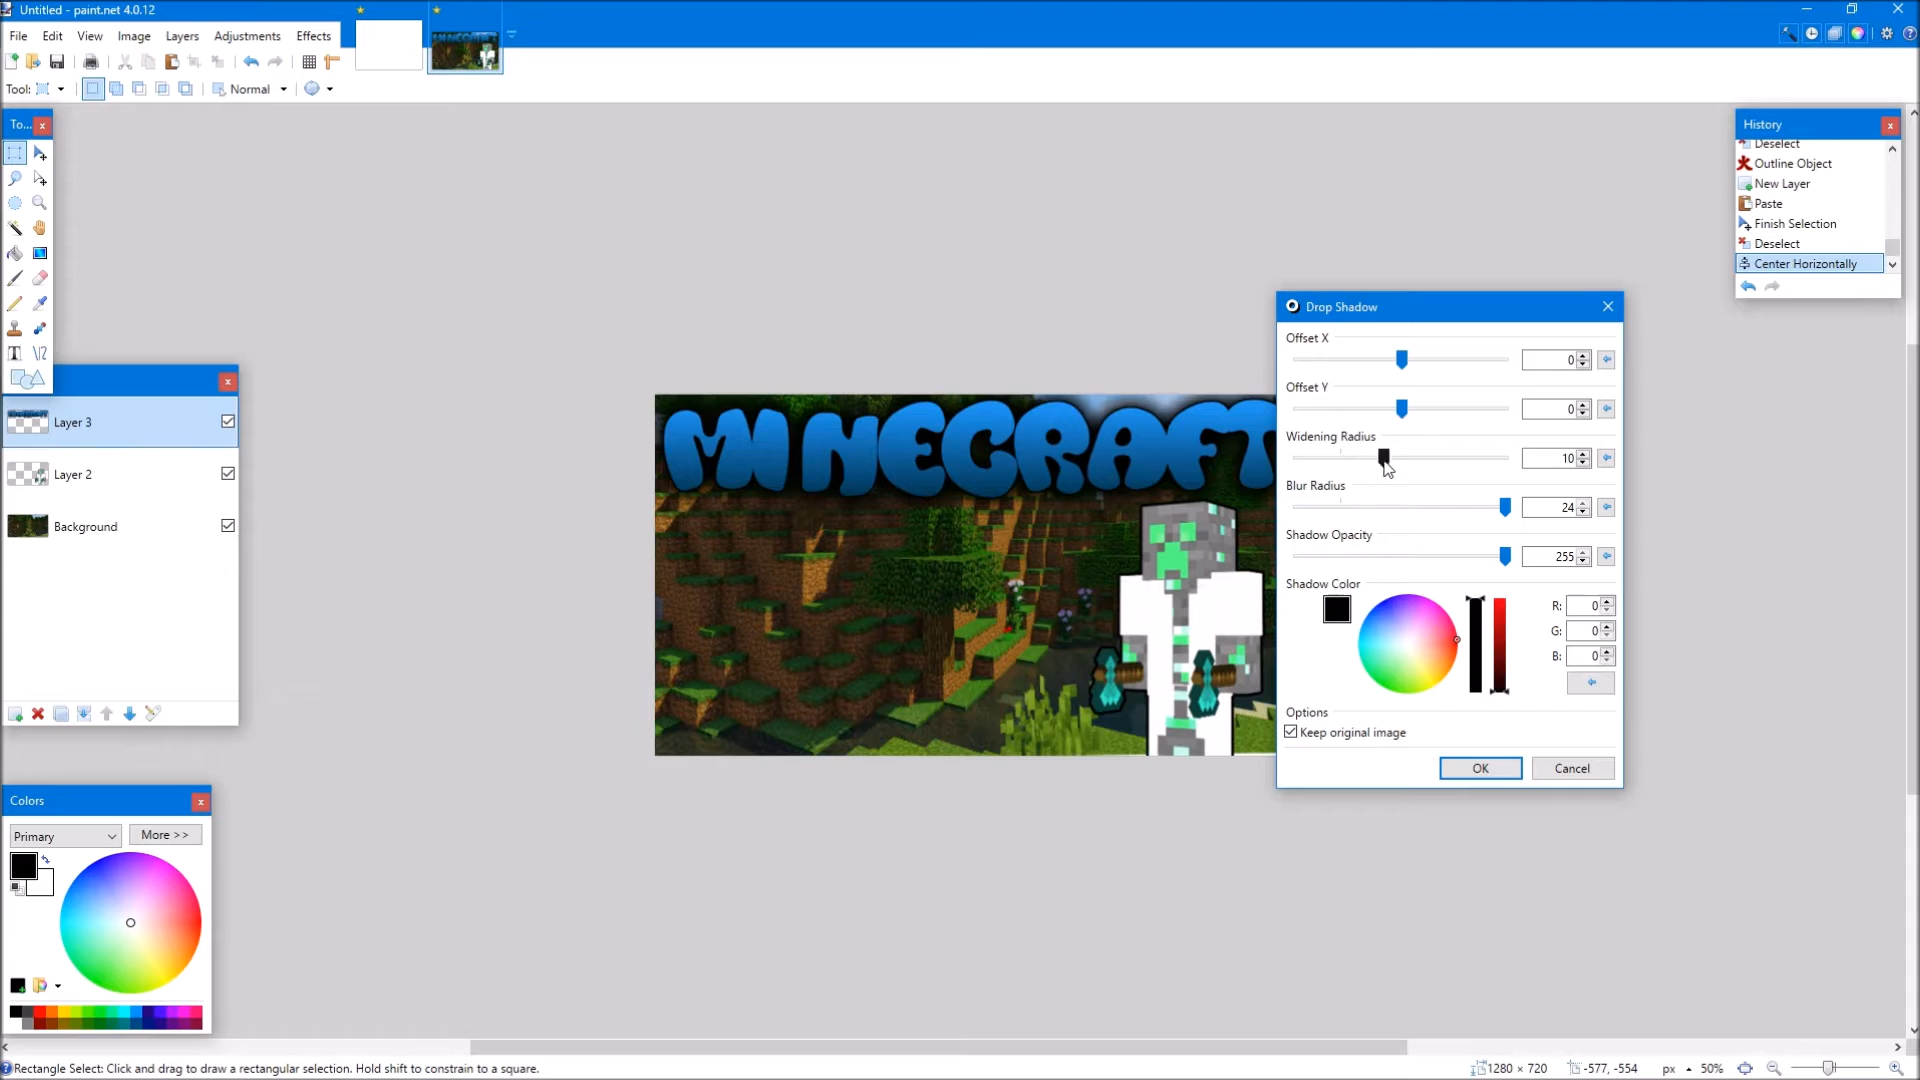 Untitled - paint.net 4.0.12
File Edit View Image Layers Adjustments Effects
Tool: Normal
To...
History
Deselect
Outline Object
New Layer
Paste
Finish Selection
Deselect
Center Horizontally
Layer 3
Layer 2
Background
MINECRAFT
Drop Shadow
Offset X
0
Offset Y
0
Widening Radius
10
Blur Radius
24
Shadow Opacity
255
Shadow Color
R: 0
G: 0
B: 0
Options
Keep original image
OK Cancel
Colors
Primary More >>
Rectangle Select: Click and drag to draw a rectangular selection. Hold shift to constrain to a square.
1280 × 720 -577, -554 px 50%